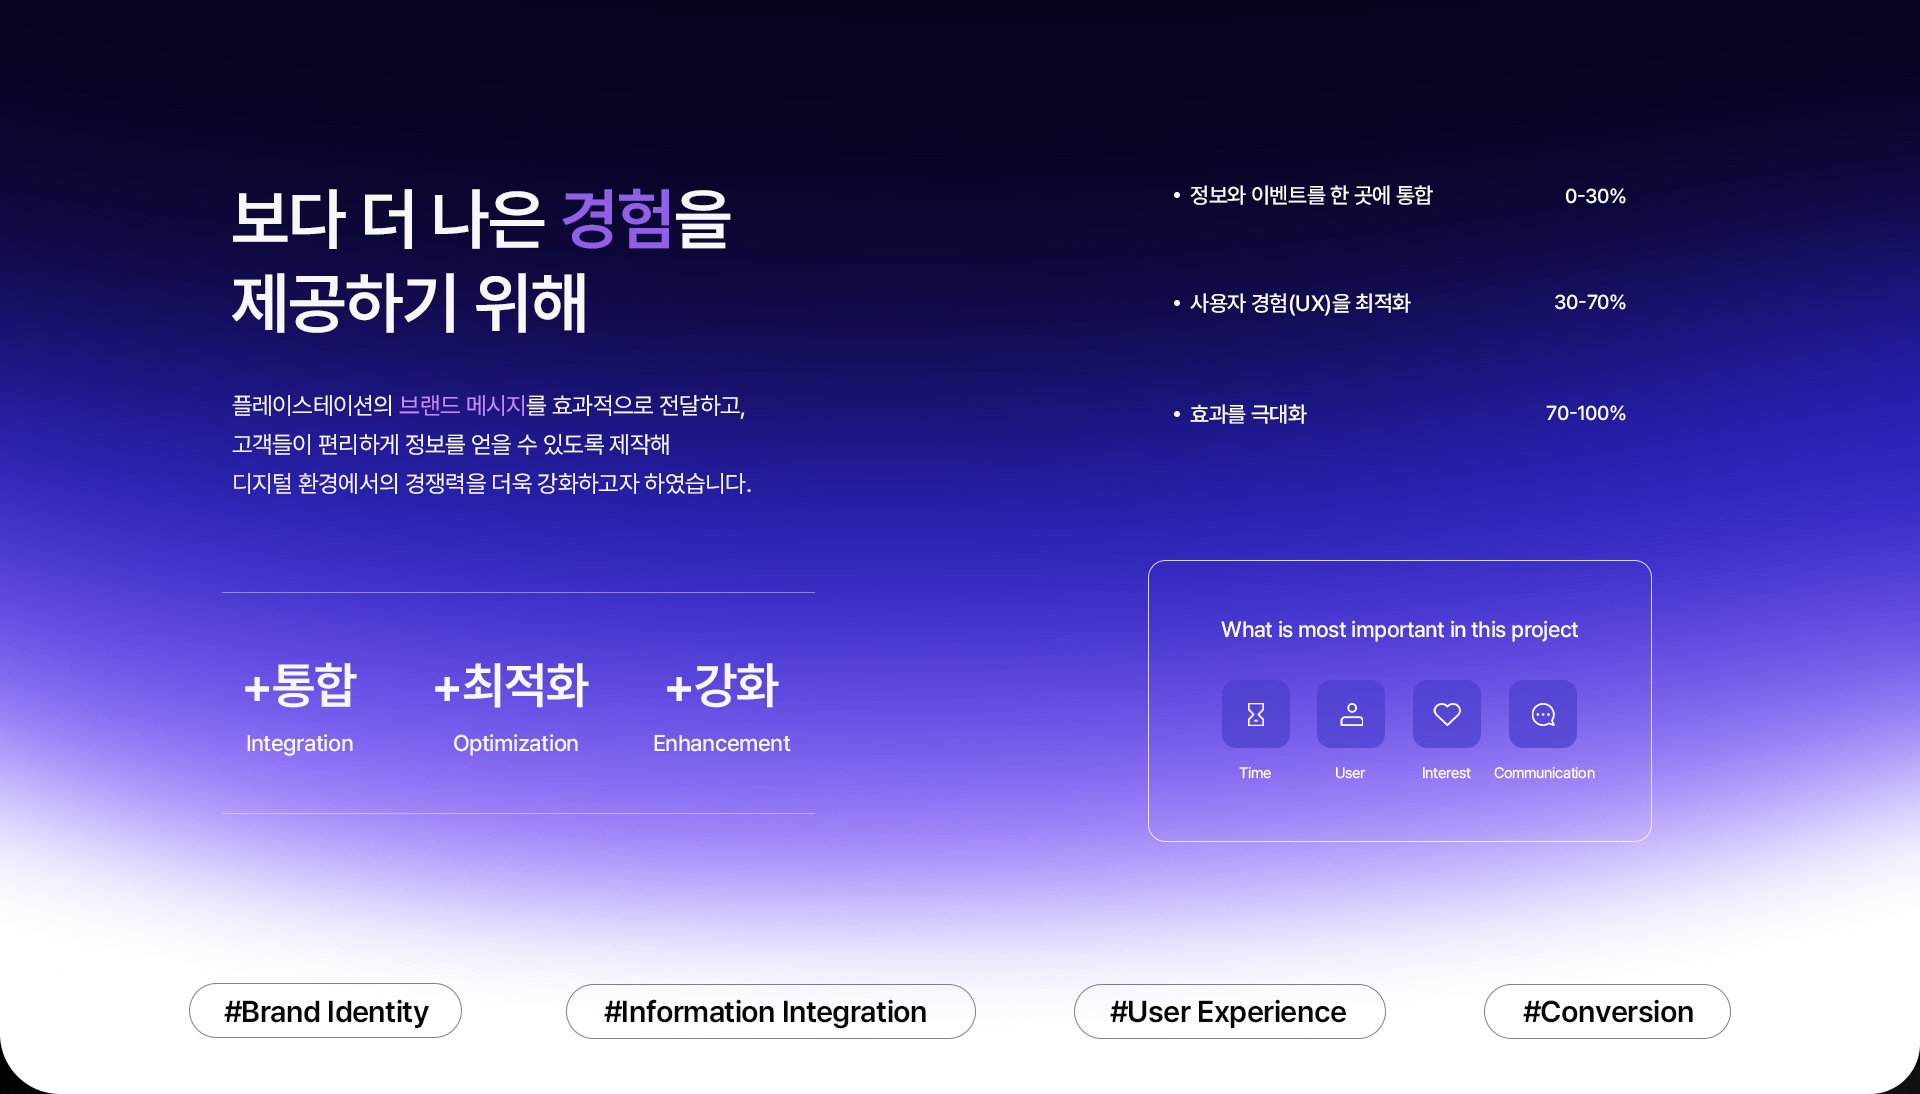 보다 더 나은 경험을
제공하기 위해
플레이스테이션의 브랜드 메시지를 효과적으로 전달하고,
고객들이 편리하게 정보를 얻을 수 있도록 제작해
디지털 환경에서의 경쟁력을 더욱 강화하고자 하였습니다.
+통합 +최적화 +강화
Integration Optimization Enhancement
• 정보와 이벤트를 한 곳에 통합 0-30%
• 사용자 경험(UX)을 최적화 30-70%
• 효과를 극대화 70-100%
What is most important in this project
Time User Interest Communication
#Brand Identity #Information Integration #User Experience #Conversion